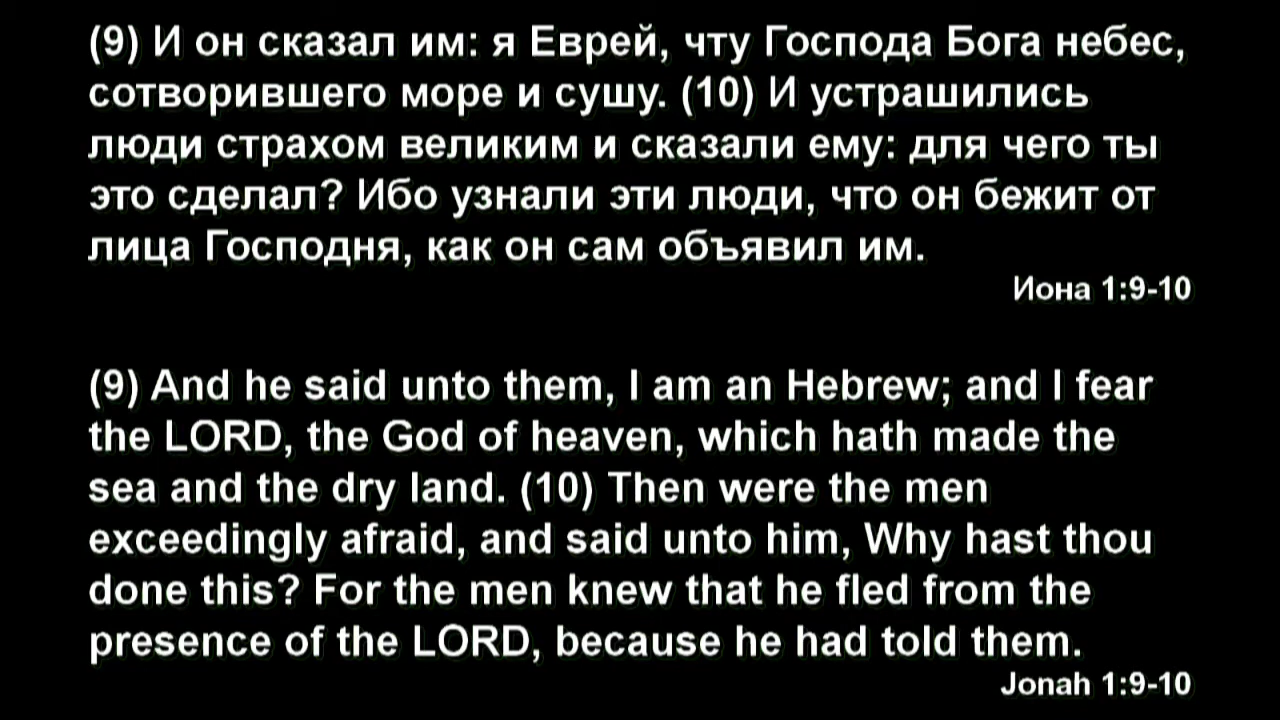 (9) И он сказал им: я Еврей, чту Господа Бога небес,
сотворившего море и сушу. (10) И устрашились
люди страхом великим и сказали ему: для чего ты
это сделал? Ибо узнали эти люди, что он бежит от
лица Господня, как он сам объявил им.
Иона 1:9-10
(9) And he said unto them, I am an Hebrew; and I fear
the LORD, the God of heaven, which hath made the
sea and the dry land. (10) Then were the men
exceedingly afraid, and said unto him, Why hast thou
done this? For the men knew that he fled from the
presence of the LORD, because he had told them.
Jonah 1:9-10